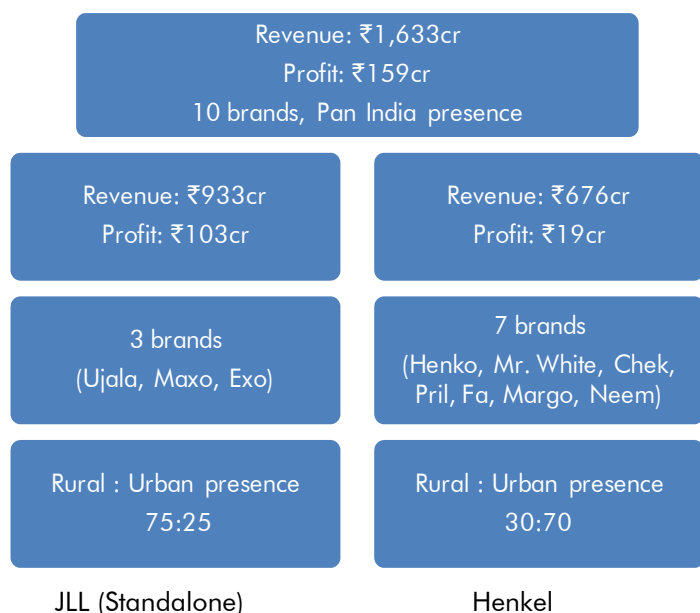 Revenue: ₹1,633cr
Profit: ₹159cr
10 brands, Pan India presence
Revenue: ₹933cr
Profit: ₹103cr
Revenue: ₹676cr
Profit: ₹19cr
3 brands
(Ujala, Maxo, Exo)
7 brands
(Henko, Mr. White, Chek,
Pril, Fa, Margo, Neem)
Rural : Urban presence
75:25
Rural : Urban presence
30:70
JLL (Standalone)
Henkel